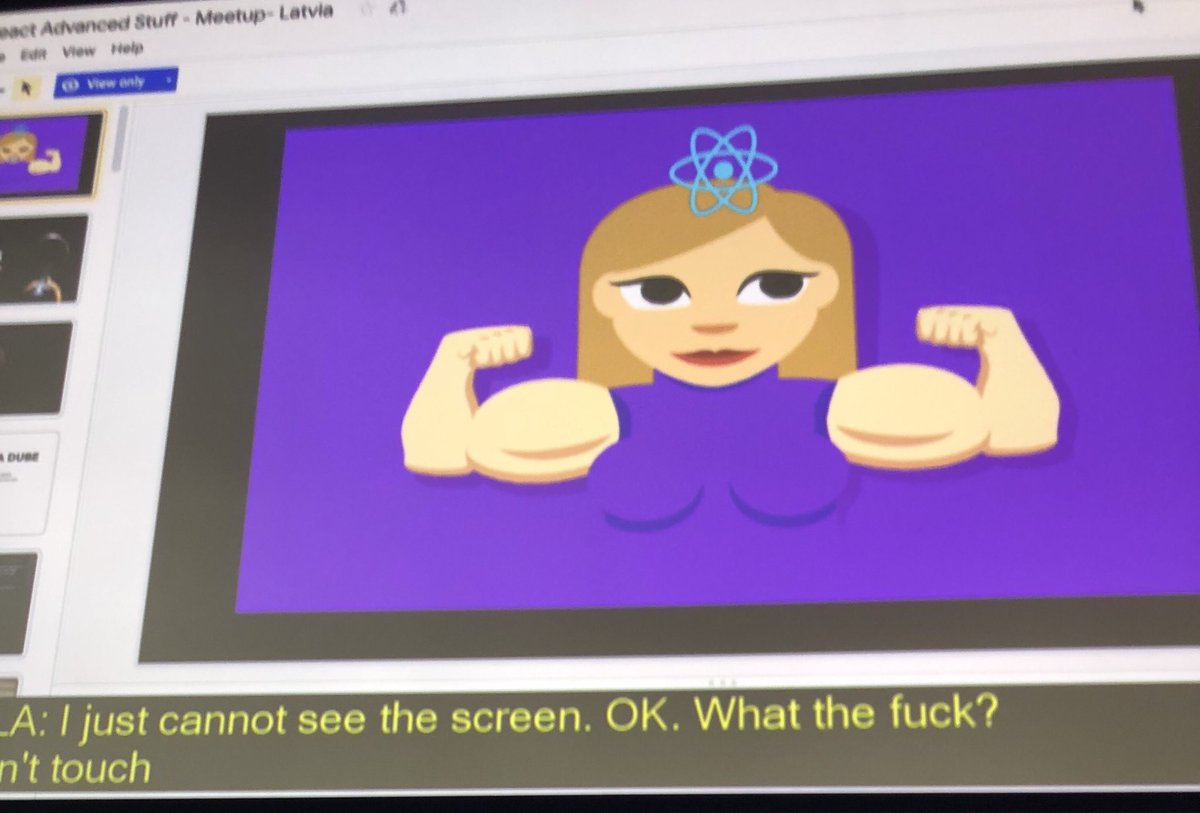 eact Advanced Stuff - Meetup- Latvia
e Edit View Help
View only
A DUBE
LA: I just cannot see the screen. OK. What the fuck?
n't touch